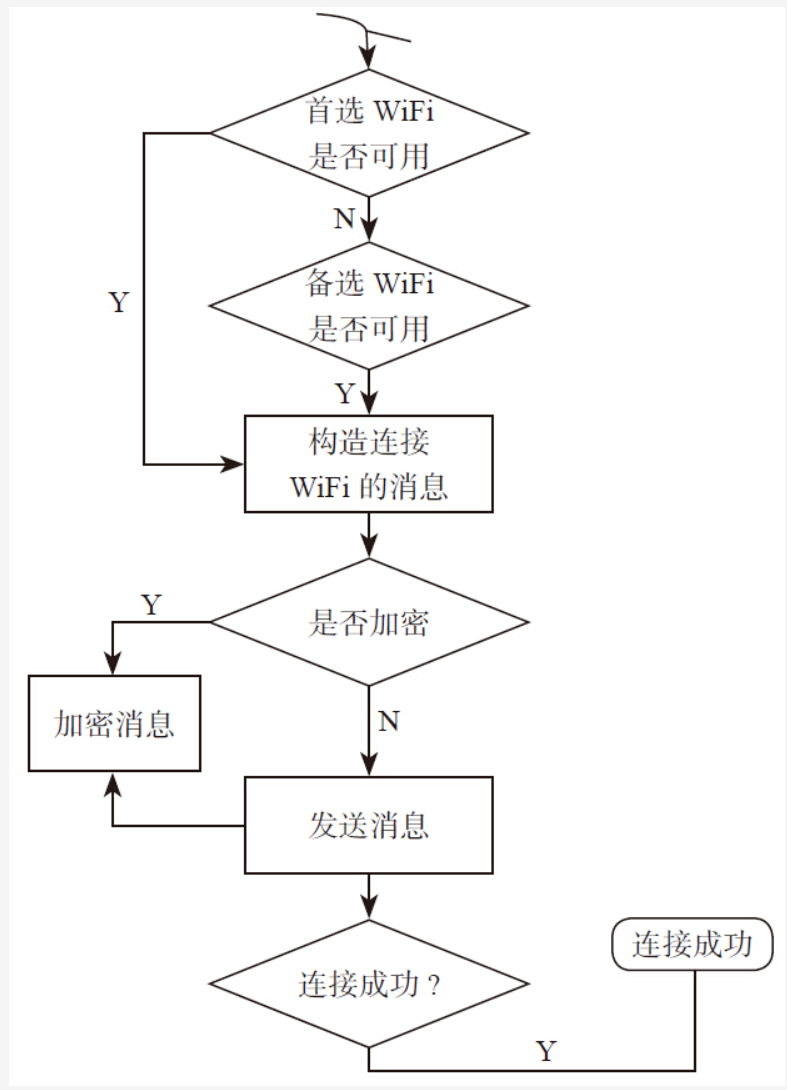 首选 WiFi
是否可用
N
Y
备选 WiFi
是否可用
Y
构造连接
WiFi 的消息
Y
是否加密
加密消息
N
发送消息
连接成功
连接成功?
Y